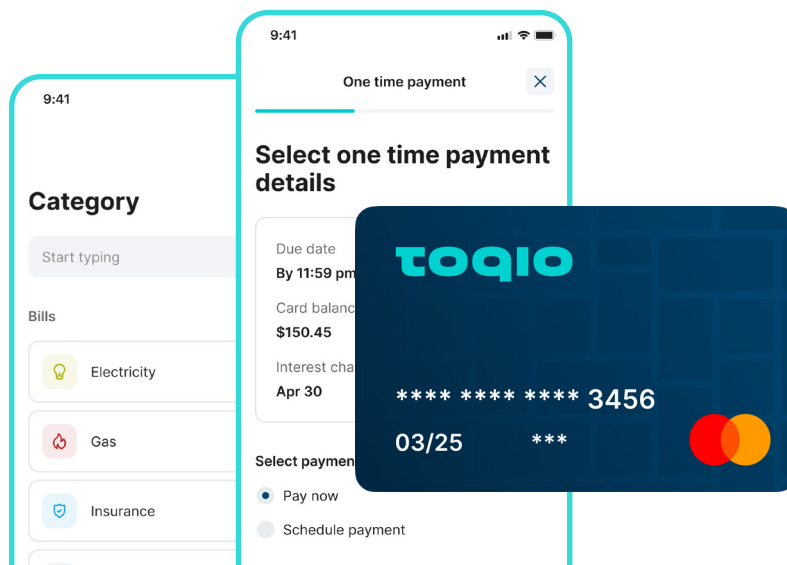 9:41
Category
Start typing
Bills
Electricity
Gas
Insurance
9:41
One time payment
Select one time payment
details
Due date
By 11:59 pm
Card balanc
$150.45
Interest cha
Apr 30
Select paymen
Pay now
Schedule payment
toqio
**** **** **** 3456
03/25 ***